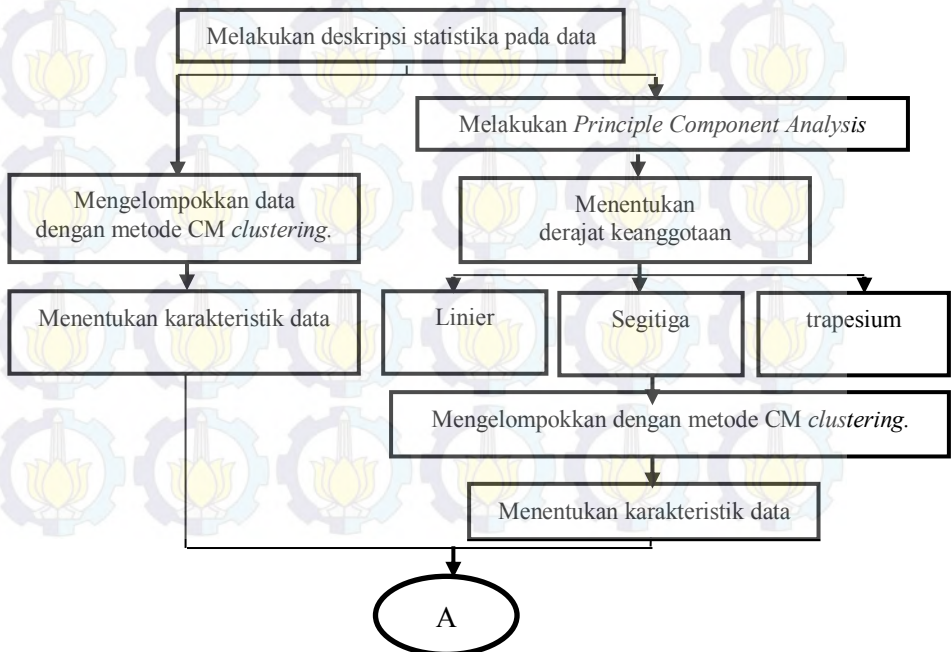 Melakukan deskripsi statistika pada data
Melakukan Principle Component Analysis
Mengelompokkan data
dengan metode CM clustering.
Menentukan
derajat keanggotaan
Menentukan karakteristik data
Linier
Segitiga
trapesium
Mengelompokkan dengan metode CM clustering.
Menentukan karakteristik data
A